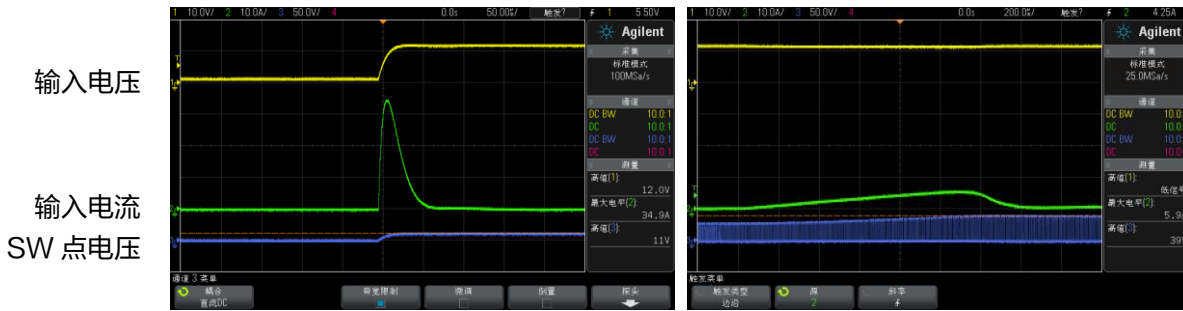 输入电压
输入电流
SW 点电压
1 10.0V/ 2 10.0A/ 3 50.0V/ 4 0.0s 50.00%/ 触发? 1 5.50V
Agilent
采集
标准模式
100MSa/s
通道
DC BW 10.0:1
DC 10.0:1
DC BW 10.0:1
DC 10.0:1
测量
高值(1):
12.0V
最大电平(2):
34.9A
高值(3):
11V
通道 3 菜单
耦合
直流DC
带宽限制
微调
倒置
探头
1 10.0V/ 2 10.0A/ 3 50.0V/ 4 0.0s 200.0%/ 触发? 2 4.25A
Agilent
采集
标准模式
25.0MSa/s
通道
DC BW 10.0:
DC 10.0:
DC BW 10.0:
DC 10.0:
测量
高值(1):
低信号
最大电平(2):
5.9
高值(3):
39
触发菜单
触发类型
边沿
源
2
斜率